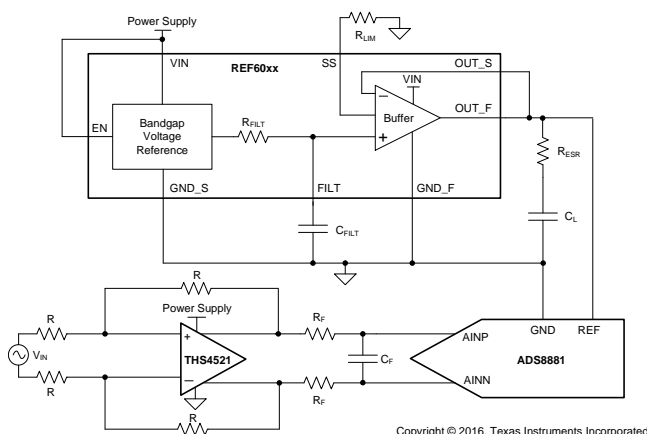 Power Supply
R_LIM
VIN
REF60xx
SS
OUT_S
VIN
OUT_F
EN
Bandgap
Voltage
Reference
R_FILT
−
Buffer
+
R_ESR
GND_S
FILT
GND_F
C_FILT
C_L
R
Power Supply
R
R_F
GND
REF
+
AINP
V_IN
THS4521
C_F
ADS8881
−
AINN
R
R_F
R
Copyright © 2016, Texas Instruments Incorporated